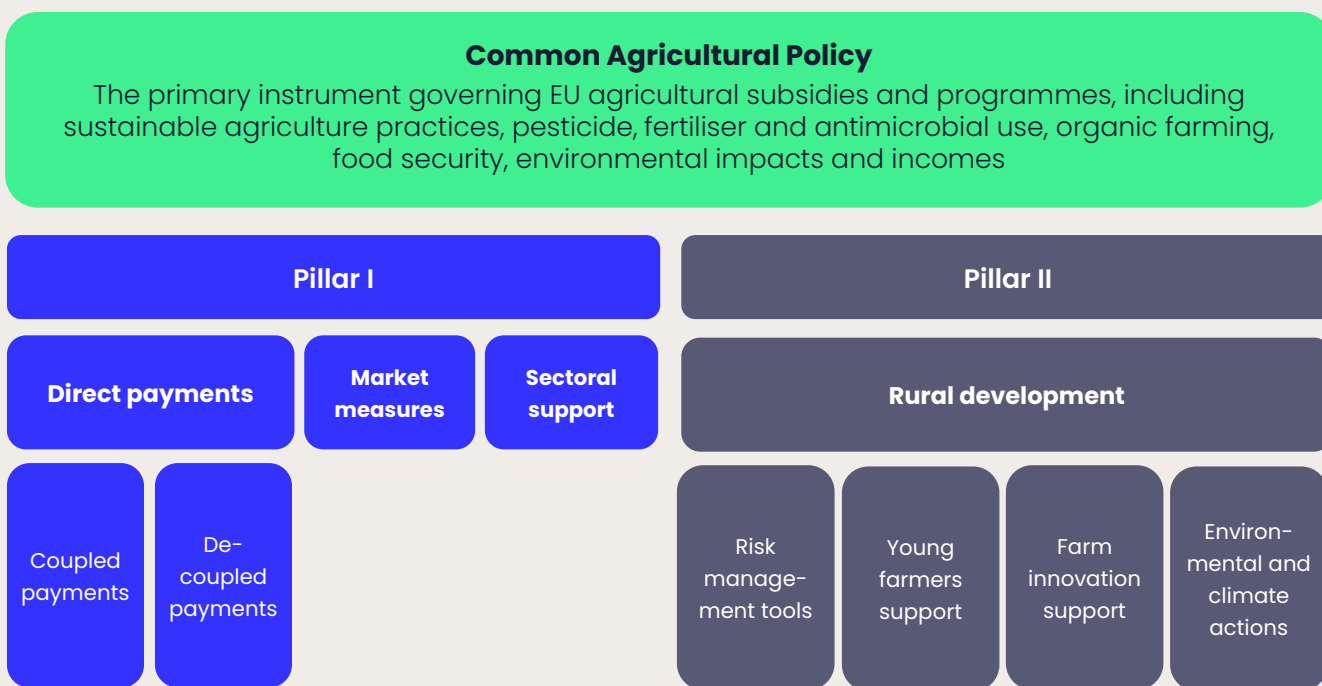 Common Agricultural Policy
The primary instrument governing EU agricultural subsidies and programmes, including
sustainable agriculture practices, pesticide, fertiliser and antimicrobial use, organic farming,
food security, environmental impacts and incomes
Pillar I
Pillar II
Direct payments
Market
measures
Sectoral
support
Rural development
Coupled
payments
De-
coupled
payments
Risk
manage-
ment tools
Young
farmers
support
Farm
innovation
support
Environ-
mental and
climate
actions